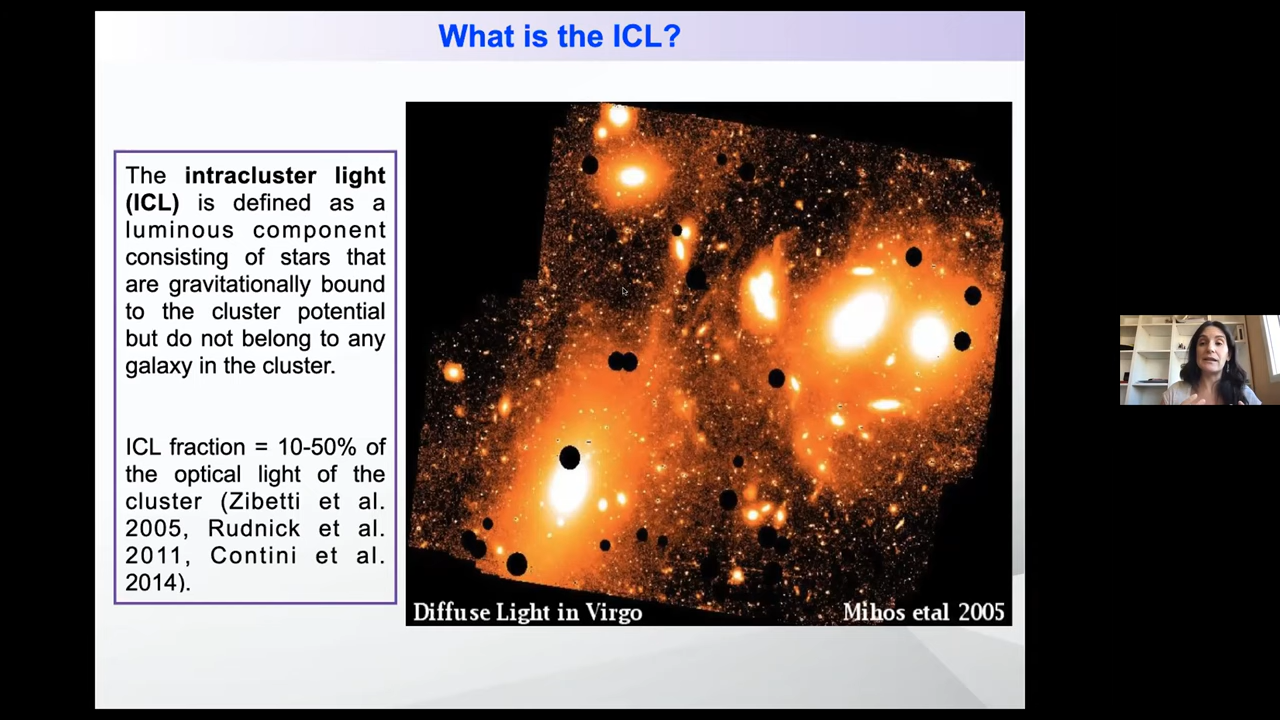 What is the ICL?
The intracluster light
(ICL) is defined as a
luminous component
consisting of stars that
are gravitationally bound
to the cluster potential
but do not belong to any
galaxy in the cluster.
ICL fraction = 10-50% of
the optical light of the
cluster (Zibetti et al.
2005, Rudnick et al.
2011, Contini et al.
2014).
Diffuse Light in Virgo
Mihos etal 2005